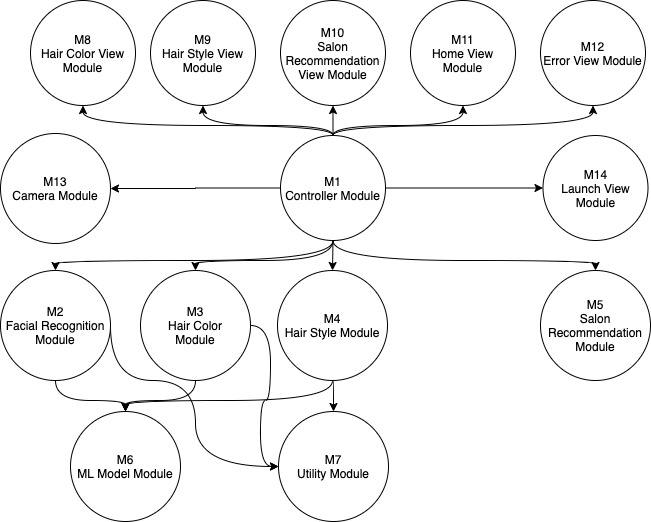 M8
Hair Color View
Module
M9
Hair Style View
Module
M10
Salon
Recommendation
View Module
M11
Home View
Module
M12
Error View Module
M13
Camera Module
M1
Controller Module
M14
Launch View
Module
M2
Facial Recognition
Module
M3
Hair Color
Module
M4
Hair Style Module
M5
Salon
Recommendation
Module
M6
ML Model Module
M7
Utility Module